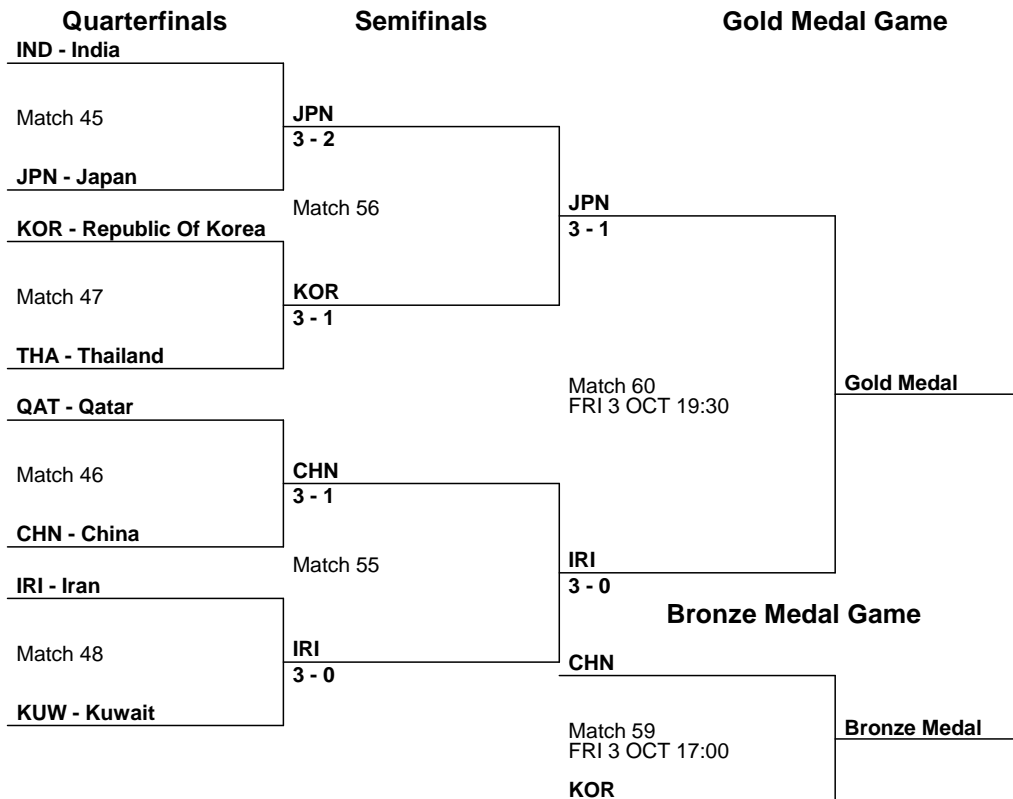 Quarterfinals
Semifinals
Gold Medal Game
IND - India
Match 45
JPN
3 - 2
JPN - Japan
Match 56
JPN
3 - 1
KOR - Republic Of Korea
Match 47
KOR
3 - 1
THA - Thailand
Match 60
FRI 3 OCT 19:30
Gold Medal
QAT - Qatar
Match 46
CHN
3 - 1
CHN - China
Match 55
IRI
3 - 0
IRI - Iran
Bronze Medal Game
Match 48
IRI
3 - 0
CHN
KUW - Kuwait
Match 59
FRI 3 OCT 17:00
Bronze Medal
KOR